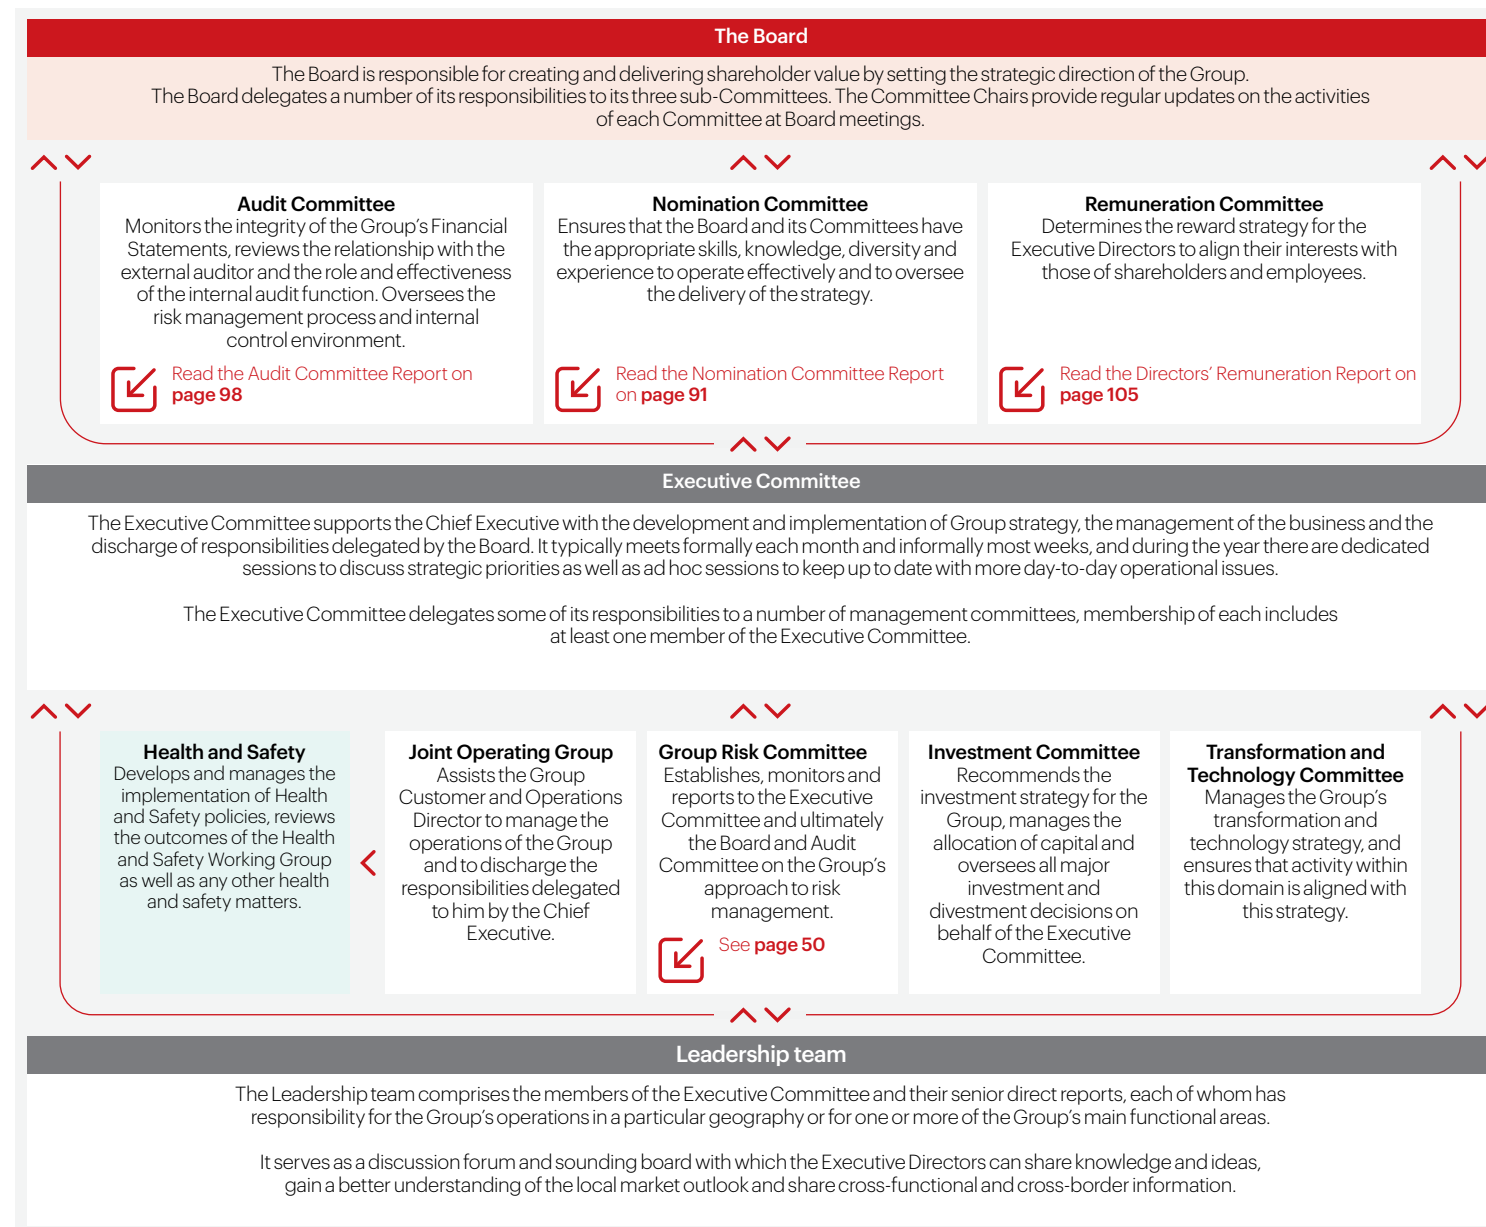 The Board
The Board is responsible for creating and delivering shareholder value by setting the strategic direction of the Group.
The Board delegates a number of its responsibilities to its three sub-Committees. The Committee Chairs provide regular updates on the activities
of each Committee at Board meetings.
Audit Committee
Monitors the integrity of the Group’s Financial
Statements, reviews the relationship with the
external auditor and the role and effectiveness
of the internal audit function. Oversees the
risk management process and internal
control environment.
Read the Audit Committee Report on
page 98
Nomination Committee
Ensures that the Board and its Committees have
the appropriate skills, knowledge, diversity and
experience to operate effectively and to oversee
the delivery of the strategy.
Read the Nomination Committee Report
on page 91
Remuneration Committee
Determines the reward strategy for the
Executive Directors to align their interests with
those of shareholders and employees.
Read the Directors’ Remuneration Report on
page 105
Executive Committee
The Executive Committee supports the Chief Executive with the development and implementation of Group strategy, the management of the business and the
discharge of responsibilities delegated by the Board. It typically meets formally each month and informally most weeks, and during the year there are dedicated
sessions to discuss strategic priorities as well as ad hoc sessions to keep up to date with more day-to-day operational issues.
The Executive Committee delegates some of its responsibilities to a number of management committees, membership of each includes
at least one member of the Executive Committee.
Health and Safety
Develops and manages the
implementation of Health
and Safety policies, reviews
the outcomes of the Health
and Safety Working Group
as well as any other health
and safety matters.
Joint Operating Group
Assists the Group
Customer and Operations
Director to manage the
operations of the Group
and to discharge the
responsibilities delegated
to him by the Chief
Executive.
Group Risk Committee
Establishes, monitors and
reports to the Executive
Committee and ultimately
the Board and Audit
Committee on the Group’s
approach to risk
management.
See page 50
Investment Committee
Recommends the
investment strategy for the
Group, manages the
allocation of capital and
oversees all major
investment and
divestment decisions on
behalf of the Executive
Committee.
Transformation and
Technology Committee
Manages the Group’s
transformation and
technology strategy, and
ensures that activity within
this domain is aligned with
this strategy.
Leadership team
The Leadership team comprises the members of the Executive Committee and their senior direct reports, each of whom has
responsibility for the Group’s operations in a particular geography or for one or more of the Group’s main functional areas.
It serves as a discussion forum and sounding board with which the Executive Directors can share knowledge and ideas,
gain a better understanding of the local market outlook and share cross-functional and cross-border information.